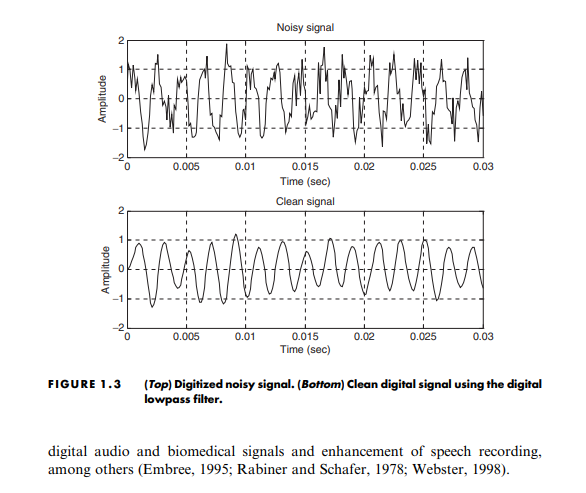 Noisy signal
2
1
0
−1
−2
Amplitude
0 0.005 0.01 0.015 0.02 0.025 0.03
Time (sec)
Clean signal
2
1
0
−1
−2
Amplitude
0 0.005 0.01 0.015 0.02 0.025 0.03
Time (sec)
FIGURE 1.3 (Top) Digitized noisy signal. (Bottom) Clean digital signal using the digital
lowpass filter.
digital audio and biomedical signals and enhancement of speech recording,
among others (Embree, 1995; Rabiner and Schafer, 1978; Webster, 1998).